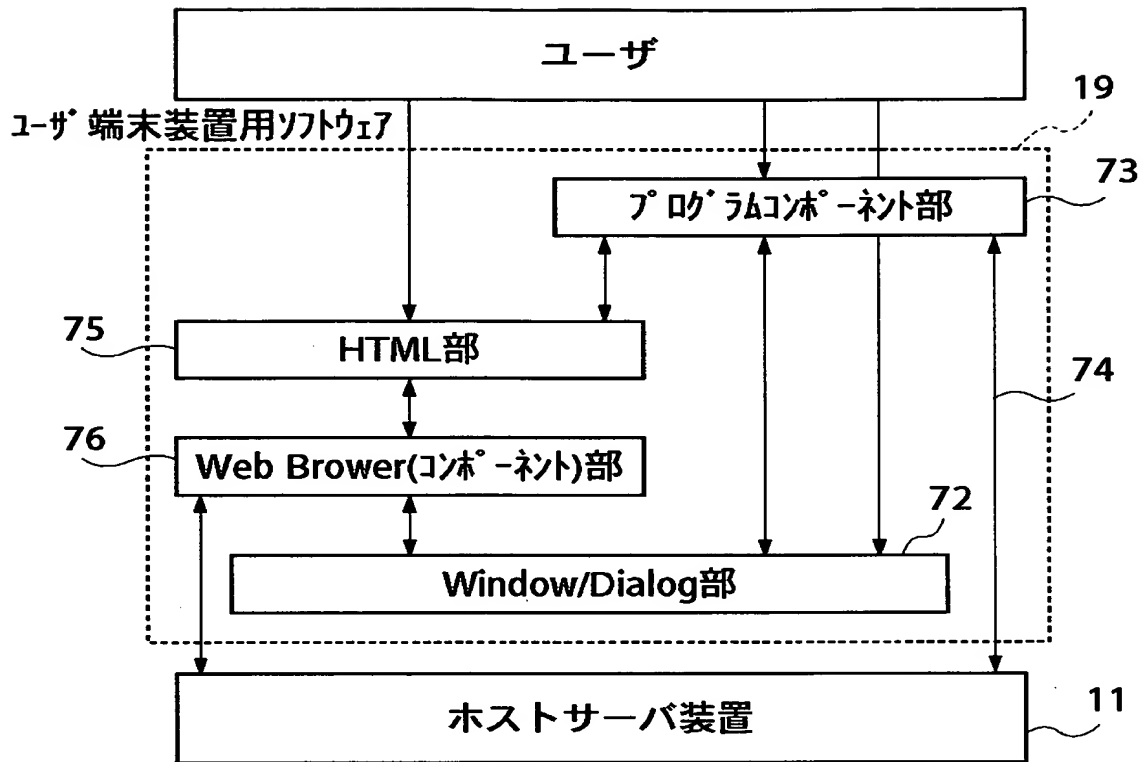 ユーザ
ﾕｰｻﾞ端末装置用ｿﾌﾄｳｪｱ
19
ﾌﾟﾛｸﾞﾗﾑｺﾝﾎﾟｰﾈﾝﾄ部
73
75
HTML部
74
76
Web Brower(ｺﾝﾎﾟｰﾈﾝﾄ)部
72
Window/Dialog部
ホストサーバ装置
11